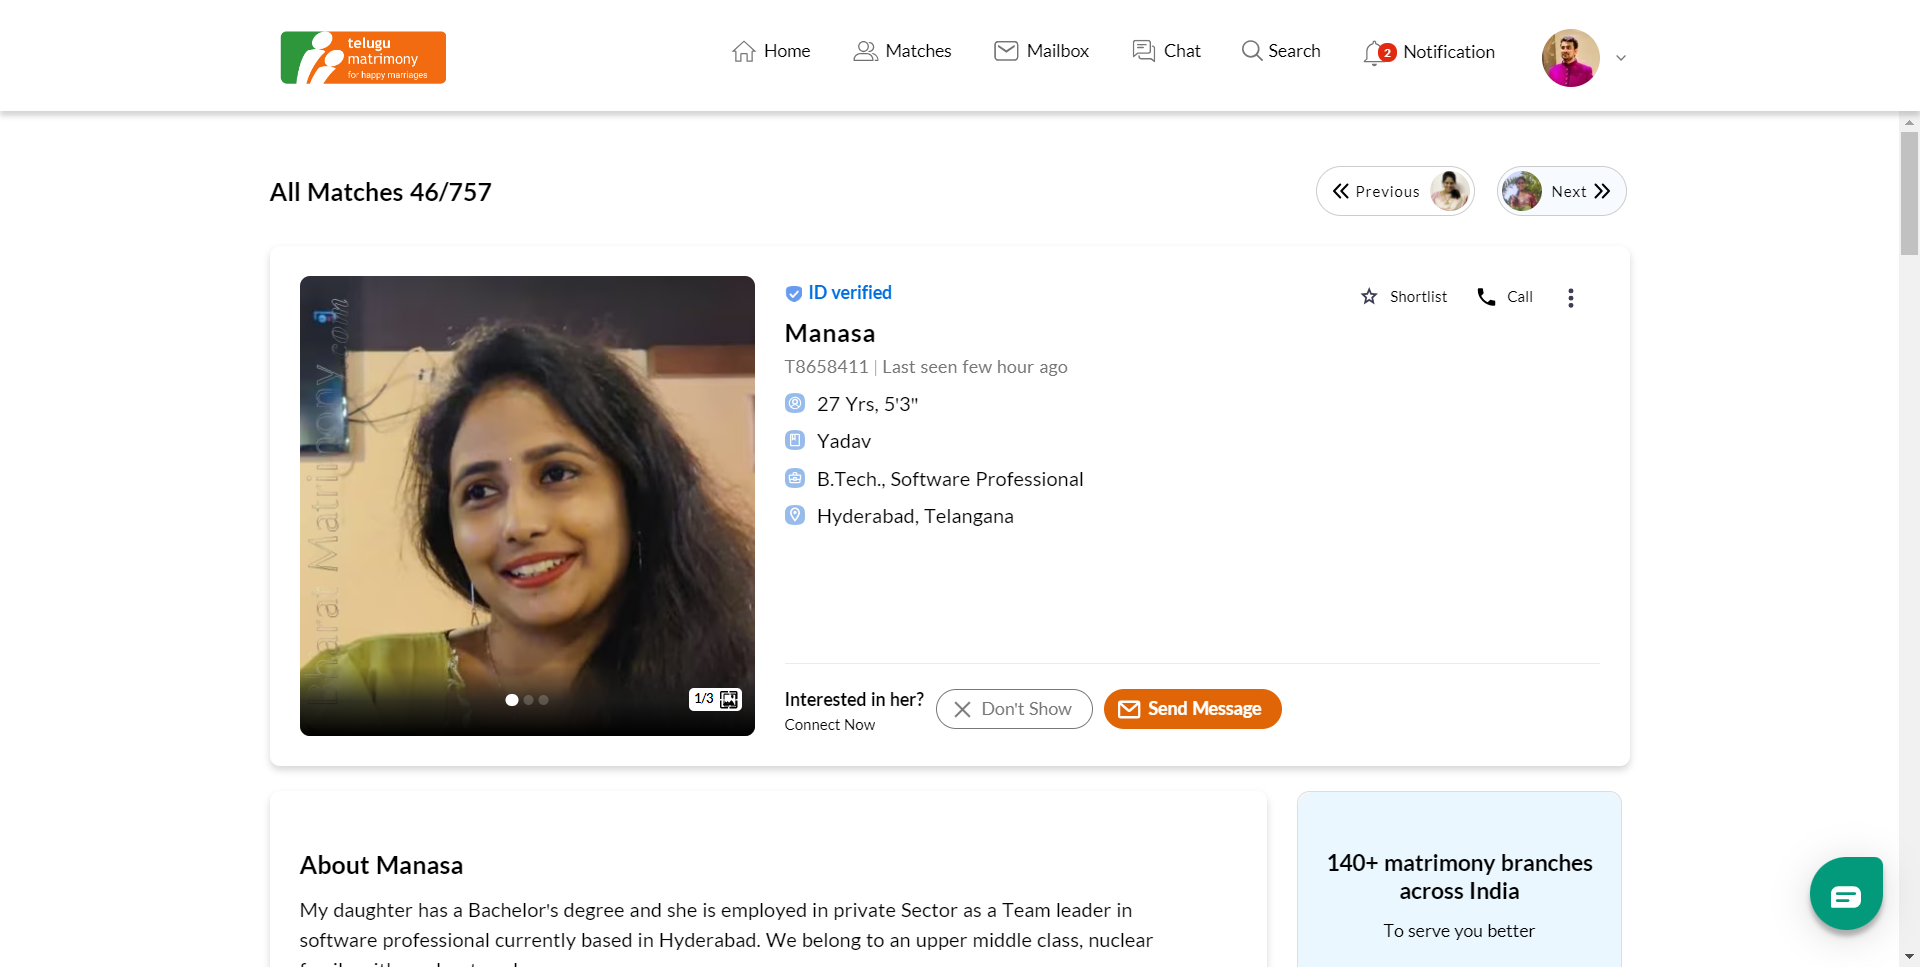 telugu
matrimony
for happy marriages
Home
Matches
Mailbox
Chat
Search
2
Notification
All Matches 46/757
Previous
Next
Bharat Matrimony.com
ID verified
Shortlist
Call
Manasa
T8658411 | Last seen few hour ago
27 Yrs, 5'3"
Yadav
B.Tech., Software Professional
Hyderabad, Telangana
1/3
Interested in her?
Connect Now
Don't Show
Send Message
About Manasa
My daughter has a Bachelor's degree and she is employed in private Sector as a Team leader in
software professional currently based in Hyderabad. We belong to an upper middle class, nuclear
140+ matrimony branches
across India
To serve you better